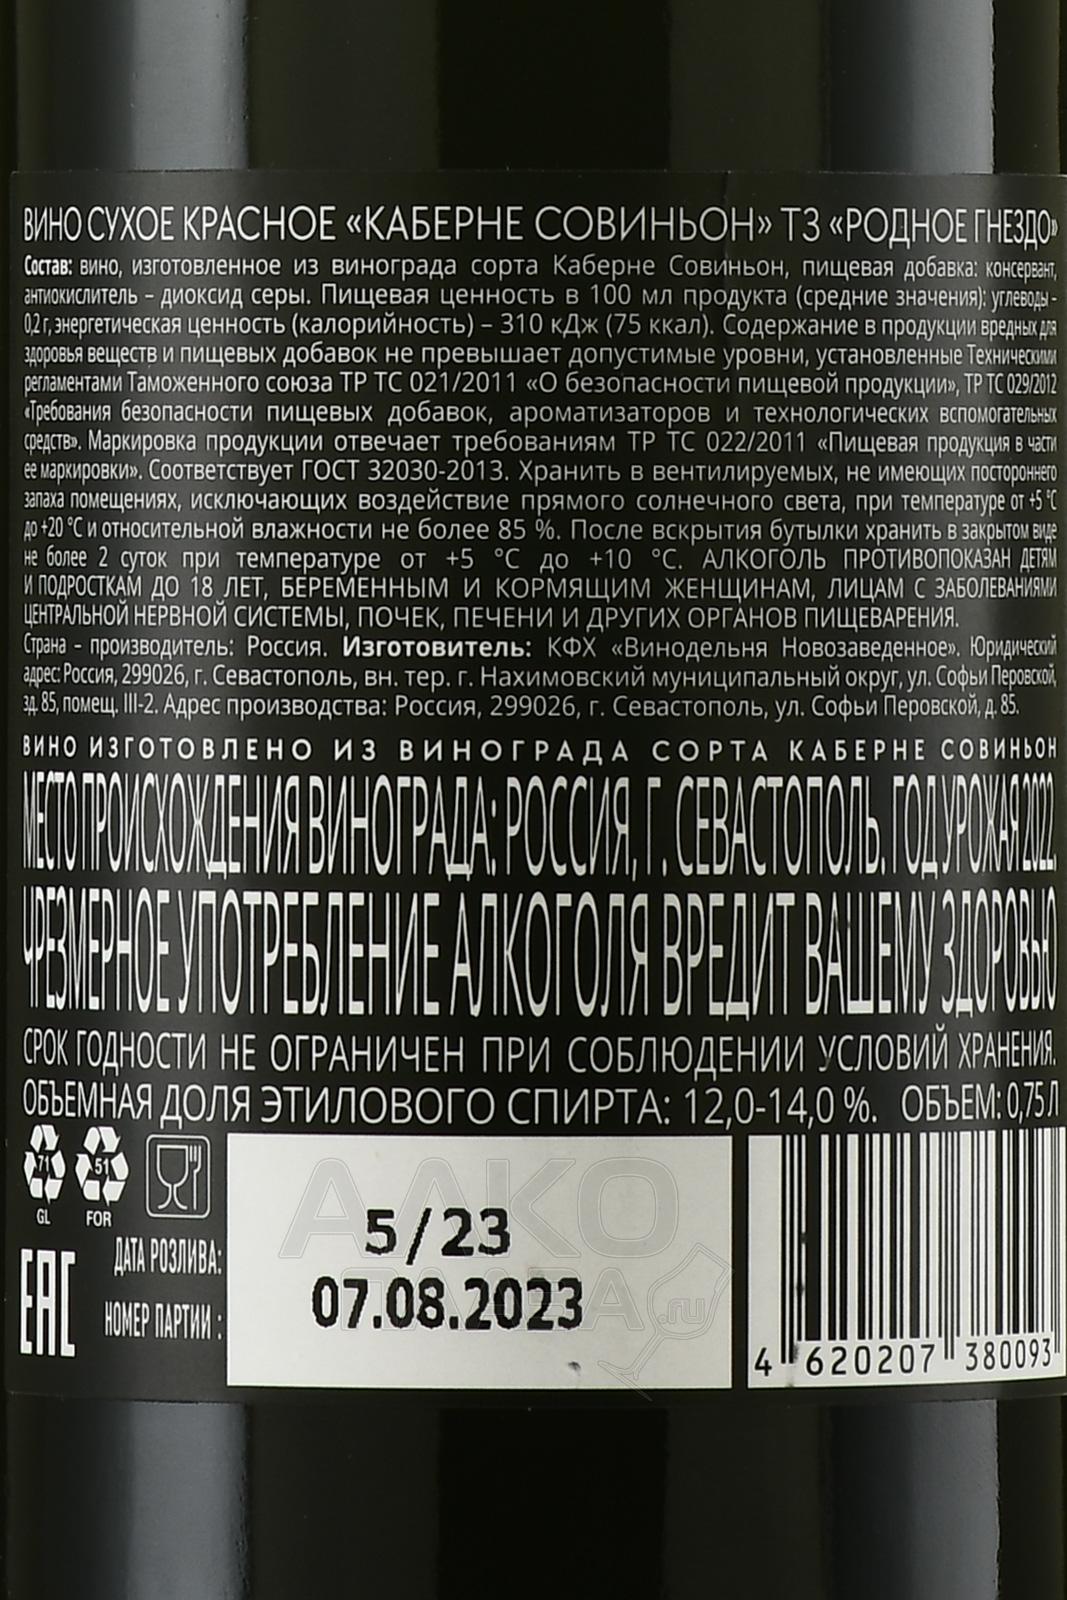 ВИНО СУХОЕ КРАСНОЕ «КАБЕРНЕ СОВИНЬОН» ТЗ «РОДНОЕ ГНЕЗДО»
Состав: вино, изготовленное из винограда сорта Каберне Совиньон, пищевая добавка: консервант,
антиокислитель – диоксид серы. Пищевая ценность в 100 мл продукта (средние значения): углеводы -
0,2 г, энергетическая ценность (калорийность) – 310 кДж (75 ккал). Содержание в продукции вредных для
здоровья веществ и пищевых добавок не превышает допустимые уровни, установленные Техническими
регламентами Таможенного союза ТР ТС 021/2011 «О безопасности пищевой продукции», ТР ТС 029/2012
«Требования безопасности пищевых добавок, ароматизаторов и технологических вспомогательных
средств». Маркировка продукции отвечает требованиям ТР ТС 022/2011 «Пищевая продукция в части
ее маркировки». Соответствует ГОСТ 32030-2013. Хранить в вентилируемых, не имеющих постороннего
запаха помещениях, исключающих воздействие прямого солнечного света, при температуре от +5 °С
до +20 °С и относительной влажности не более 85 %. После вскрытия бутылки хранить в закрытом виде
не более 2 суток при температуре от +5 °С до +10 °С. АЛКОГОЛЬ ПРОТИВОПОКАЗАН ДЕТЯМ
И ПОДРОСТКАМ ДО 18 ЛЕТ, БЕРЕМЕННЫМ И КОРМЯЩИМ ЖЕНЩИНАМ, ЛИЦАМ С ЗАБОЛЕВАНИЯМИ
ЦЕНТРАЛЬНОЙ НЕРВНОЙ СИСТЕМЫ, ПОЧЕК, ПЕЧЕНИ И ДРУГИХ ОРГАНОВ ПИЩЕВАРЕНИЯ.
Страна - производитель: Россия. Изготовитель: КФХ «Винодельня Новозаведенное». Юридический
адрес: Россия, 299026, г. Севастополь, вн. тер. г. Нахимовский муниципальный округ, ул. Софьи Перовской,
зд. 85, помещ. III-2. Адрес производства: Россия, 299026, г. Севастополь, ул. Софьи Перовской, д. 85.
ВИНО ИЗГОТОВЛЕНО ИЗ ВИНОГРАДА СОРТА КАБЕРНЕ СОВИНЬОН
МЕСТО ПРОИСХОЖДЕНИЯ ВИНОГРАДА: РОССИЯ, Г. СЕВАСТОПОЛЬ. ГОД УРОЖАЯ 2022.
ЧРЕЗМЕРНОЕ УПОТРЕБЛЕНИЕ АЛКОГОЛЯ ВРЕДИТ ВАШЕМУ ЗДОРОВЬЮ
СРОК ГОДНОСТИ НЕ ОГРАНИЧЕН ПРИ СОБЛЮДЕНИИ УСЛОВИЙ ХРАНЕНИЯ.
ОБЪЕМНАЯ ДОЛЯ ЭТИЛОВОГО СПИРТА: 12,0-14,0 %. ОБЪЕМ: 0,75 Л
71 51
GL FOR
ДАТА РОЗЛИВА:
НОМЕР ПАРТИИ :
EAC
5/23
07.08.2023
АЛКО
ПЛАЗА.ru
4 620207 380093